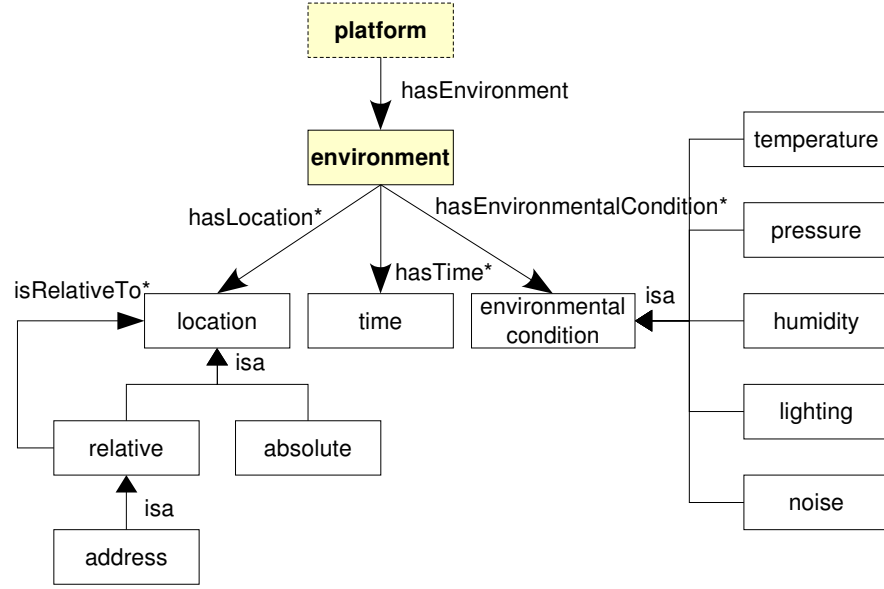 platform
hasEnvironment
environment
temperature
hasLocation*
hasEnvironmentalCondition*
pressure
hasTime*
isRelativeTo*
location
time
environmental
condition
isa
humidity
isa
relative
absolute
lighting
isa
noise
address